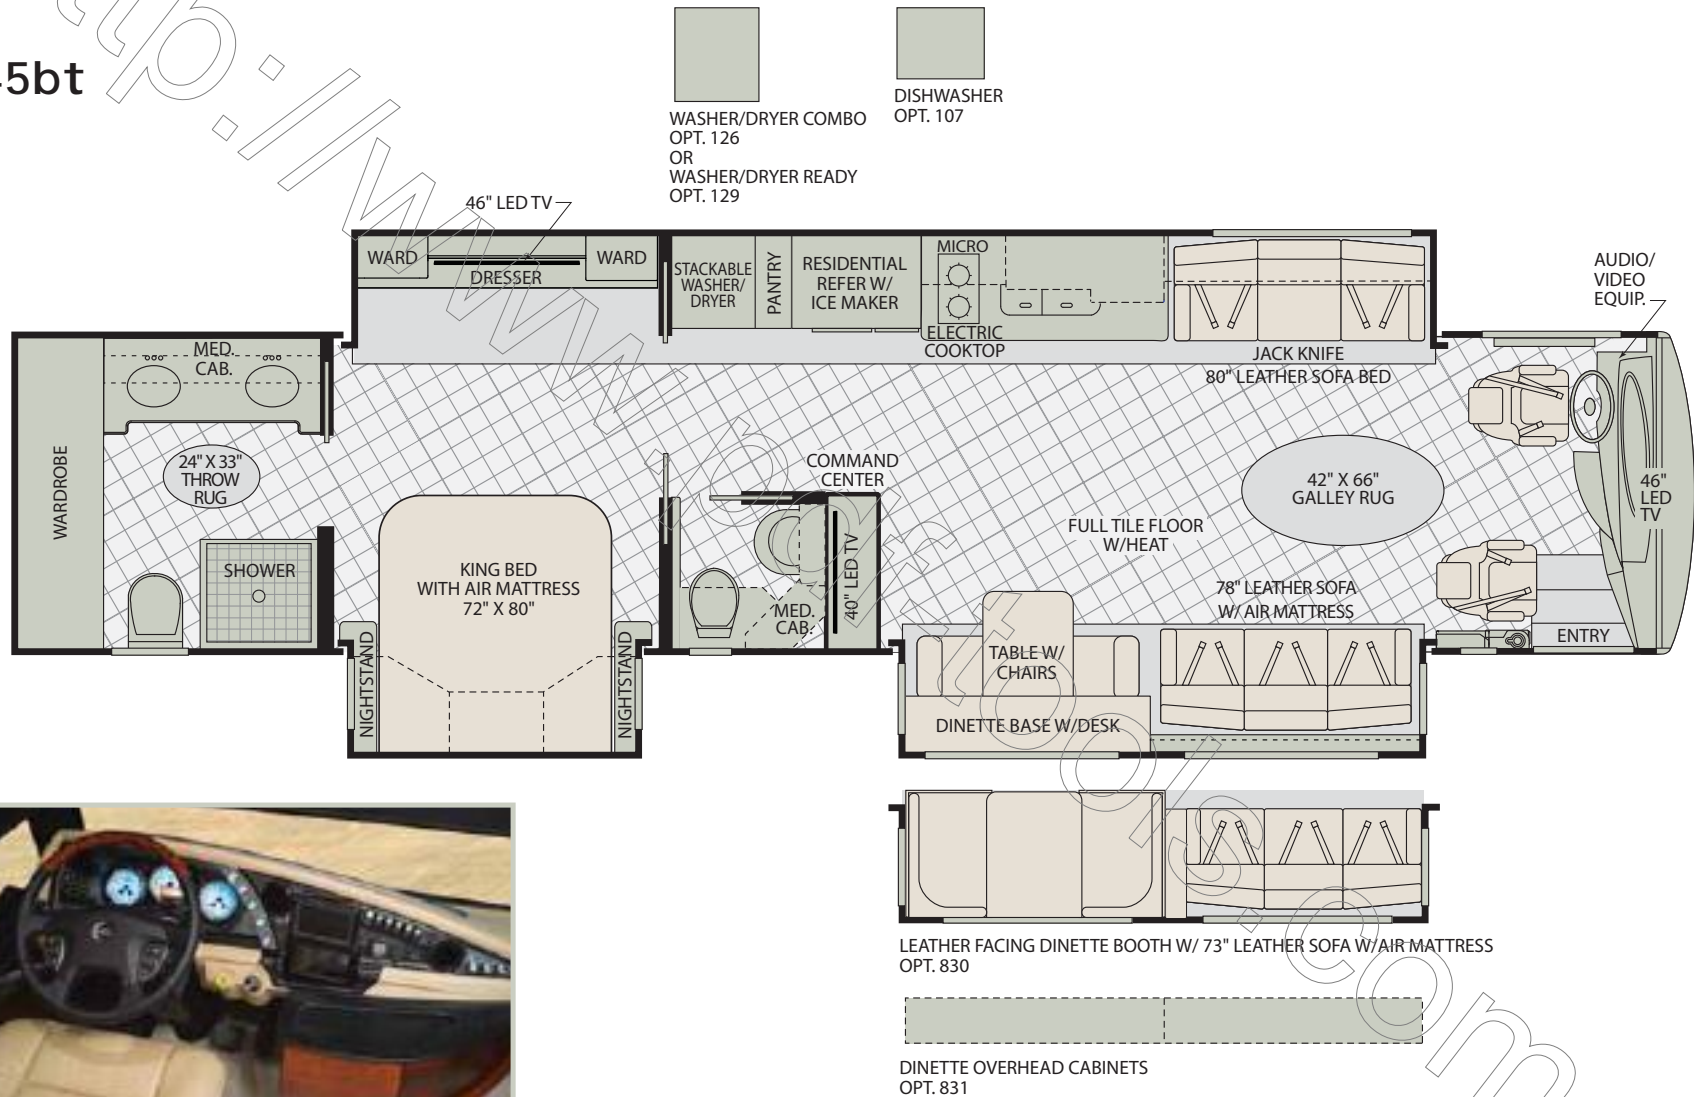 5bt
WASHER/DRYER COMBO
OPT. 126
OR
WASHER/DRYER READY
OPT. 129
DISHWASHER
OPT. 107
46" LED TV
WARD
DRESSER
WARD
STACKABLE
WASHER/
DRYER
PANTRY
RESIDENTIAL
REFER W/
ICE MAKER
MICRO
ELECTRIC
COOKTOP
JACK KNIFE
80" LEATHER SOFA BED
AUDIO/
VIDEO
EQUIP.
WARDROBE
MED.
CAB.
24" X 33"
THROW
RUG
SHOWER
KING BED
WITH AIR MATTRESS
72" X 80"
NIGHTSTAND
NIGHTSTAND
COMMAND
CENTER
MED.
CAB.
40" LED TV
FULL TILE FLOOR
W/HEAT
42" X 66"
GALLEY RUG
46"
LED
TV
78" LEATHER SOFA
W/ AIR MATTRESS
ENTRY
TABLE W/
CHAIRS
DINETTE BASE W/DESK
LEATHER FACING DINETTE BOOTH W/ 73" LEATHER SOFA W/AIR MATTRESS
OPT. 830
DINETTE OVERHEAD CABINETS
OPT. 831